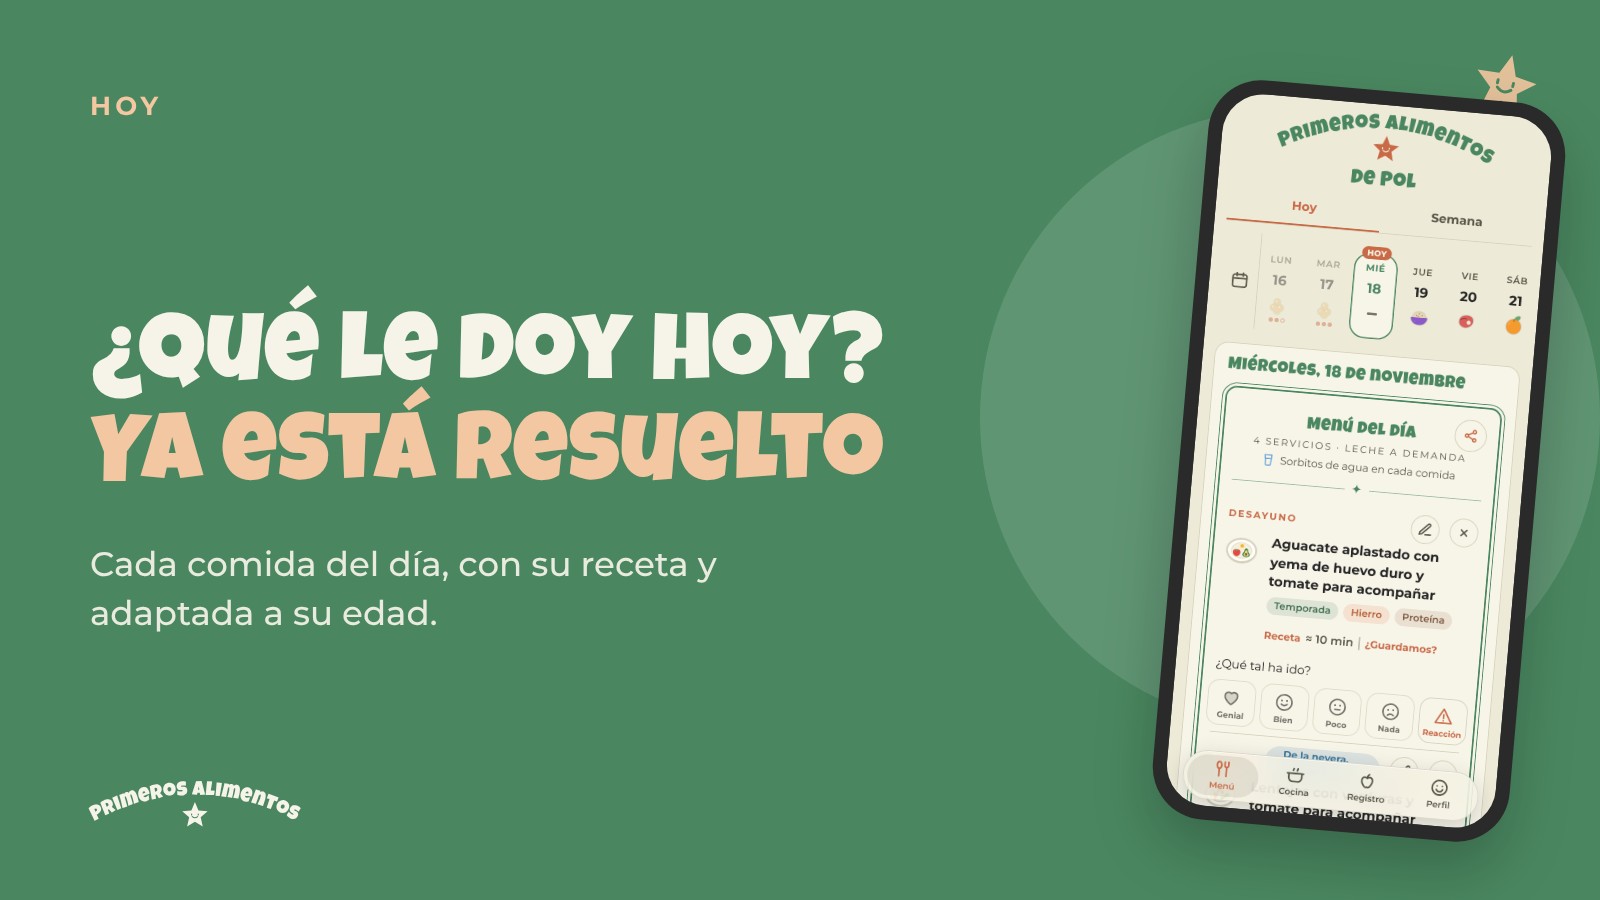 HOY
¿QUÉ LE DOY HOY?
YA ESTÁ RESUELTO
Cada comida del día, con su receta y
adaptada a su edad.
PRIMEROS ALIMENTOS
PRIMEROS ALIMENTOS
DE POL
Hoy
Semana
HOY
LUN
MAR
MIÉ
JUE
VIE
SÁB
16
17
18
19
20
21
–
MIÉRCOLES, 18 DE NOVIEMBRE
MENÚ DEL DÍA
4 SERVICIOS · LECHE A DEMANDA
Sorbitos de agua en cada comida
DESAYUNO
Aguacate aplastado con
yema de huevo duro y
tomate para acompañar
Temporada
Hierro
Proteína
Receta ≈ 10 min | ¿Guardamos?
¿Qué tal ha ido?
Genial
Bien
Poco
Nada
Reacción
De la nevera,
Menú
Cocina
Registro
Perfil
tomate para acompañar